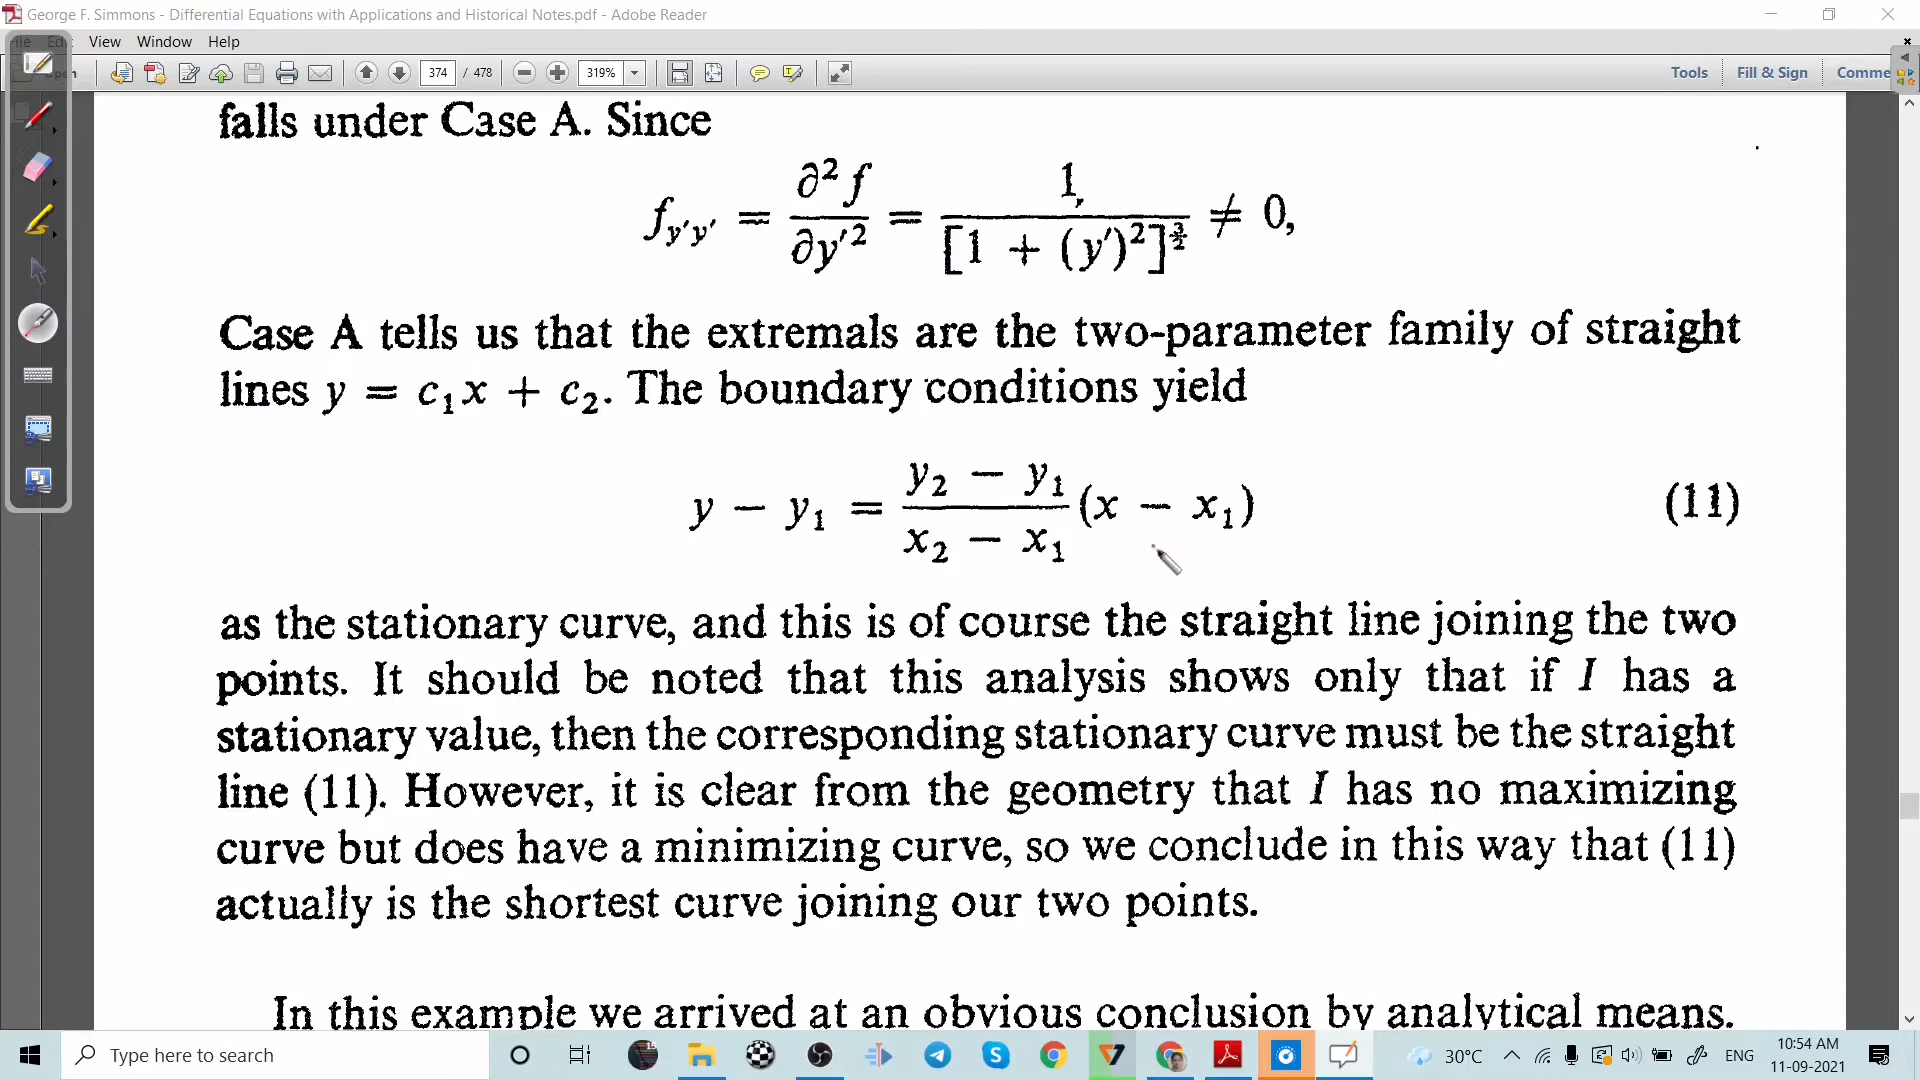 George F. Simmons - Differential Equations with Applications and Historical Notes.pdf - Adobe Reader
View Window Help
374 / 478 319% Tools Fill & Sign Comme
falls under Case A. Since
f_{y'y'} = ∂²f / ∂y'² = 1 / [1 + (y')²]^{3/2} ≠ 0,
Case A tells us that the extremals are the two-parameter family of straight
lines y = c₁x + c₂. The boundary conditions yield
y − y₁ = (y₂ − y₁) / (x₂ − x₁) (x − x₁) (11)
as the stationary curve, and this is of course the straight line joining the two
points. It should be noted that this analysis shows only that if I has a
stationary value, then the corresponding stationary curve must be the straight
line (11). However, it is clear from the geometry that I has no maximizing
curve but does have a minimizing curve, so we conclude in this way that (11)
actually is the shortest curve joining our two points.
In this example we arrived at an obvious conclusion by analytical means.
Type here to search 30°C ENG 10:54 AM
11-09-2021